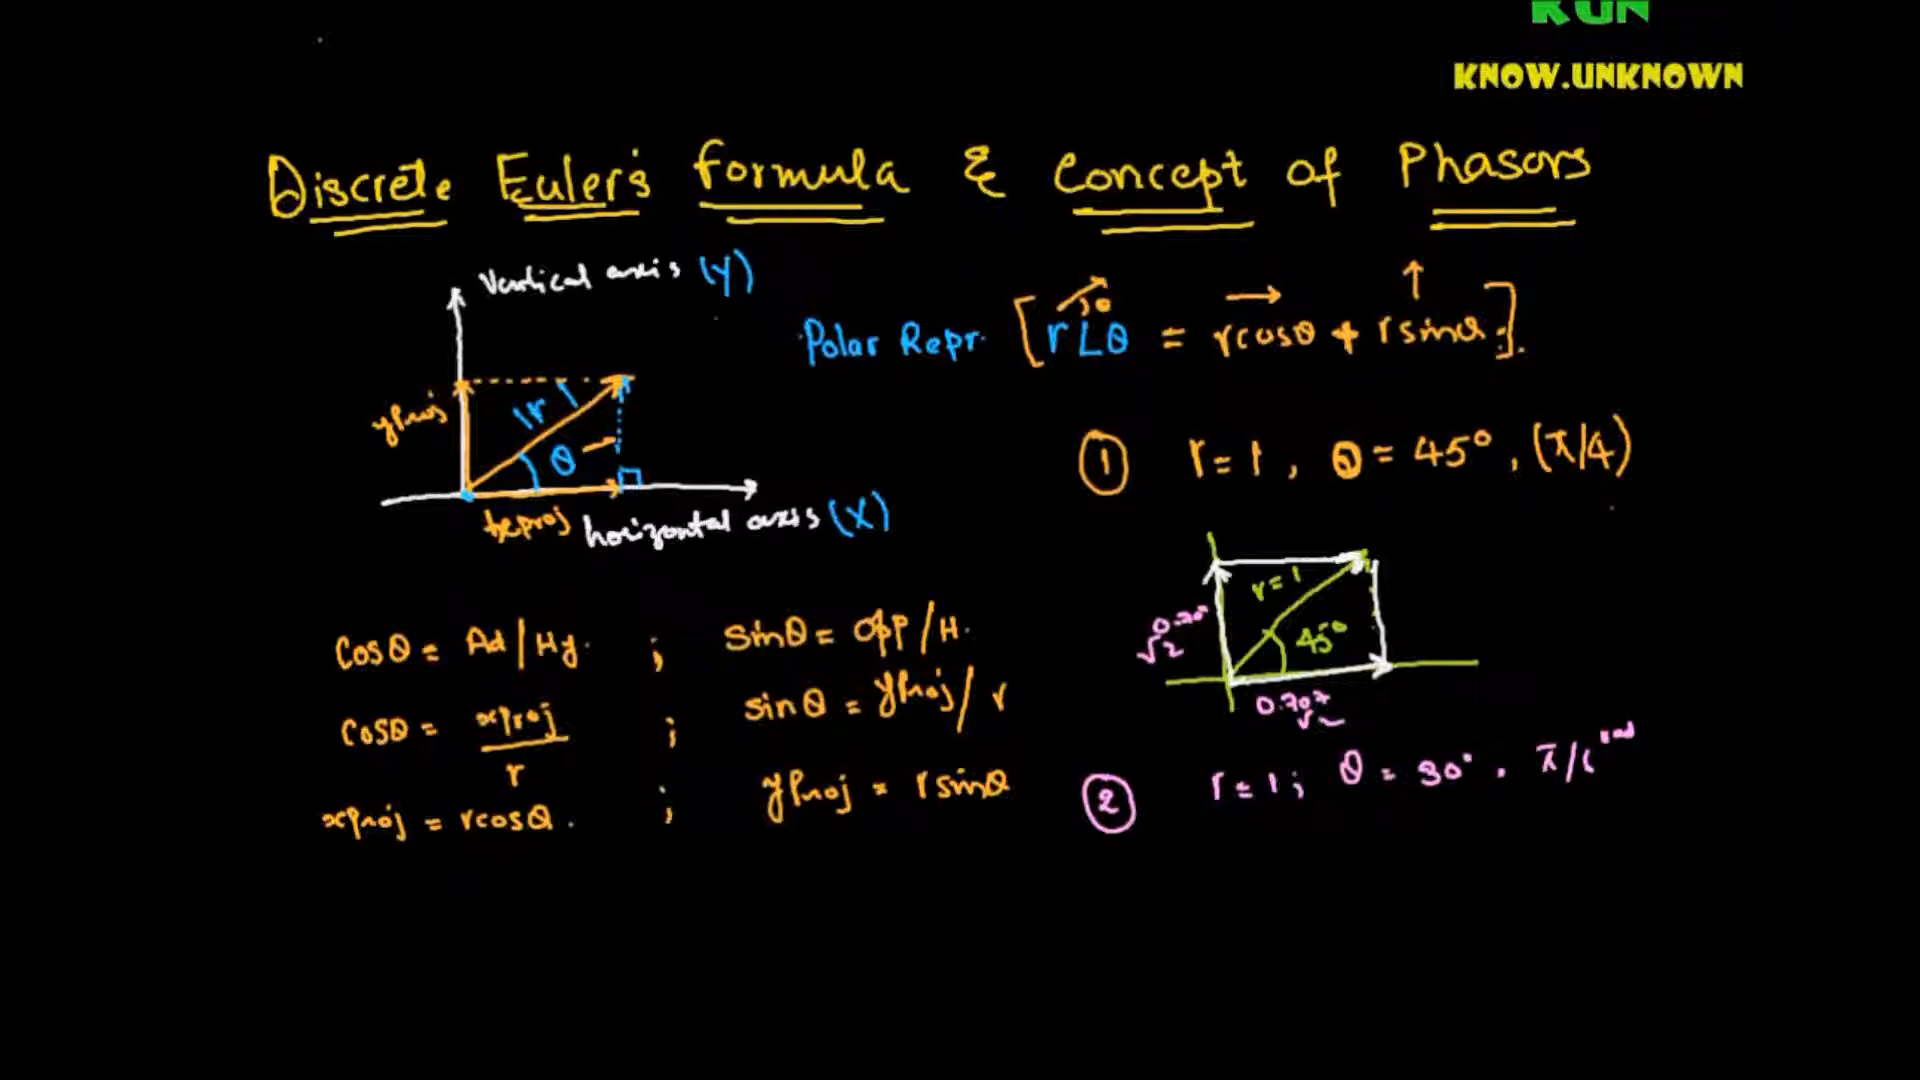 KUN
KNOW.UNKNOWN
Discrete Euler's formula & Concept of Phasors
Vertical axis (Y)
Polar Repr. [r∠θ = rcosθ + rsinθ].
yProj
r
θ
xproj
horizontal axis (X)
① r = 1, θ = 45°, (π/4)
r=1
45°
√2
0.707
Cosθ = Ad/Hy. ; Sinθ = Opp/H.
Cosθ = xProj/r ; sinθ = yProj/r
xProj = rcosθ. ; yProj = rsinθ
② r = 1; θ = 30°, π/6 rad